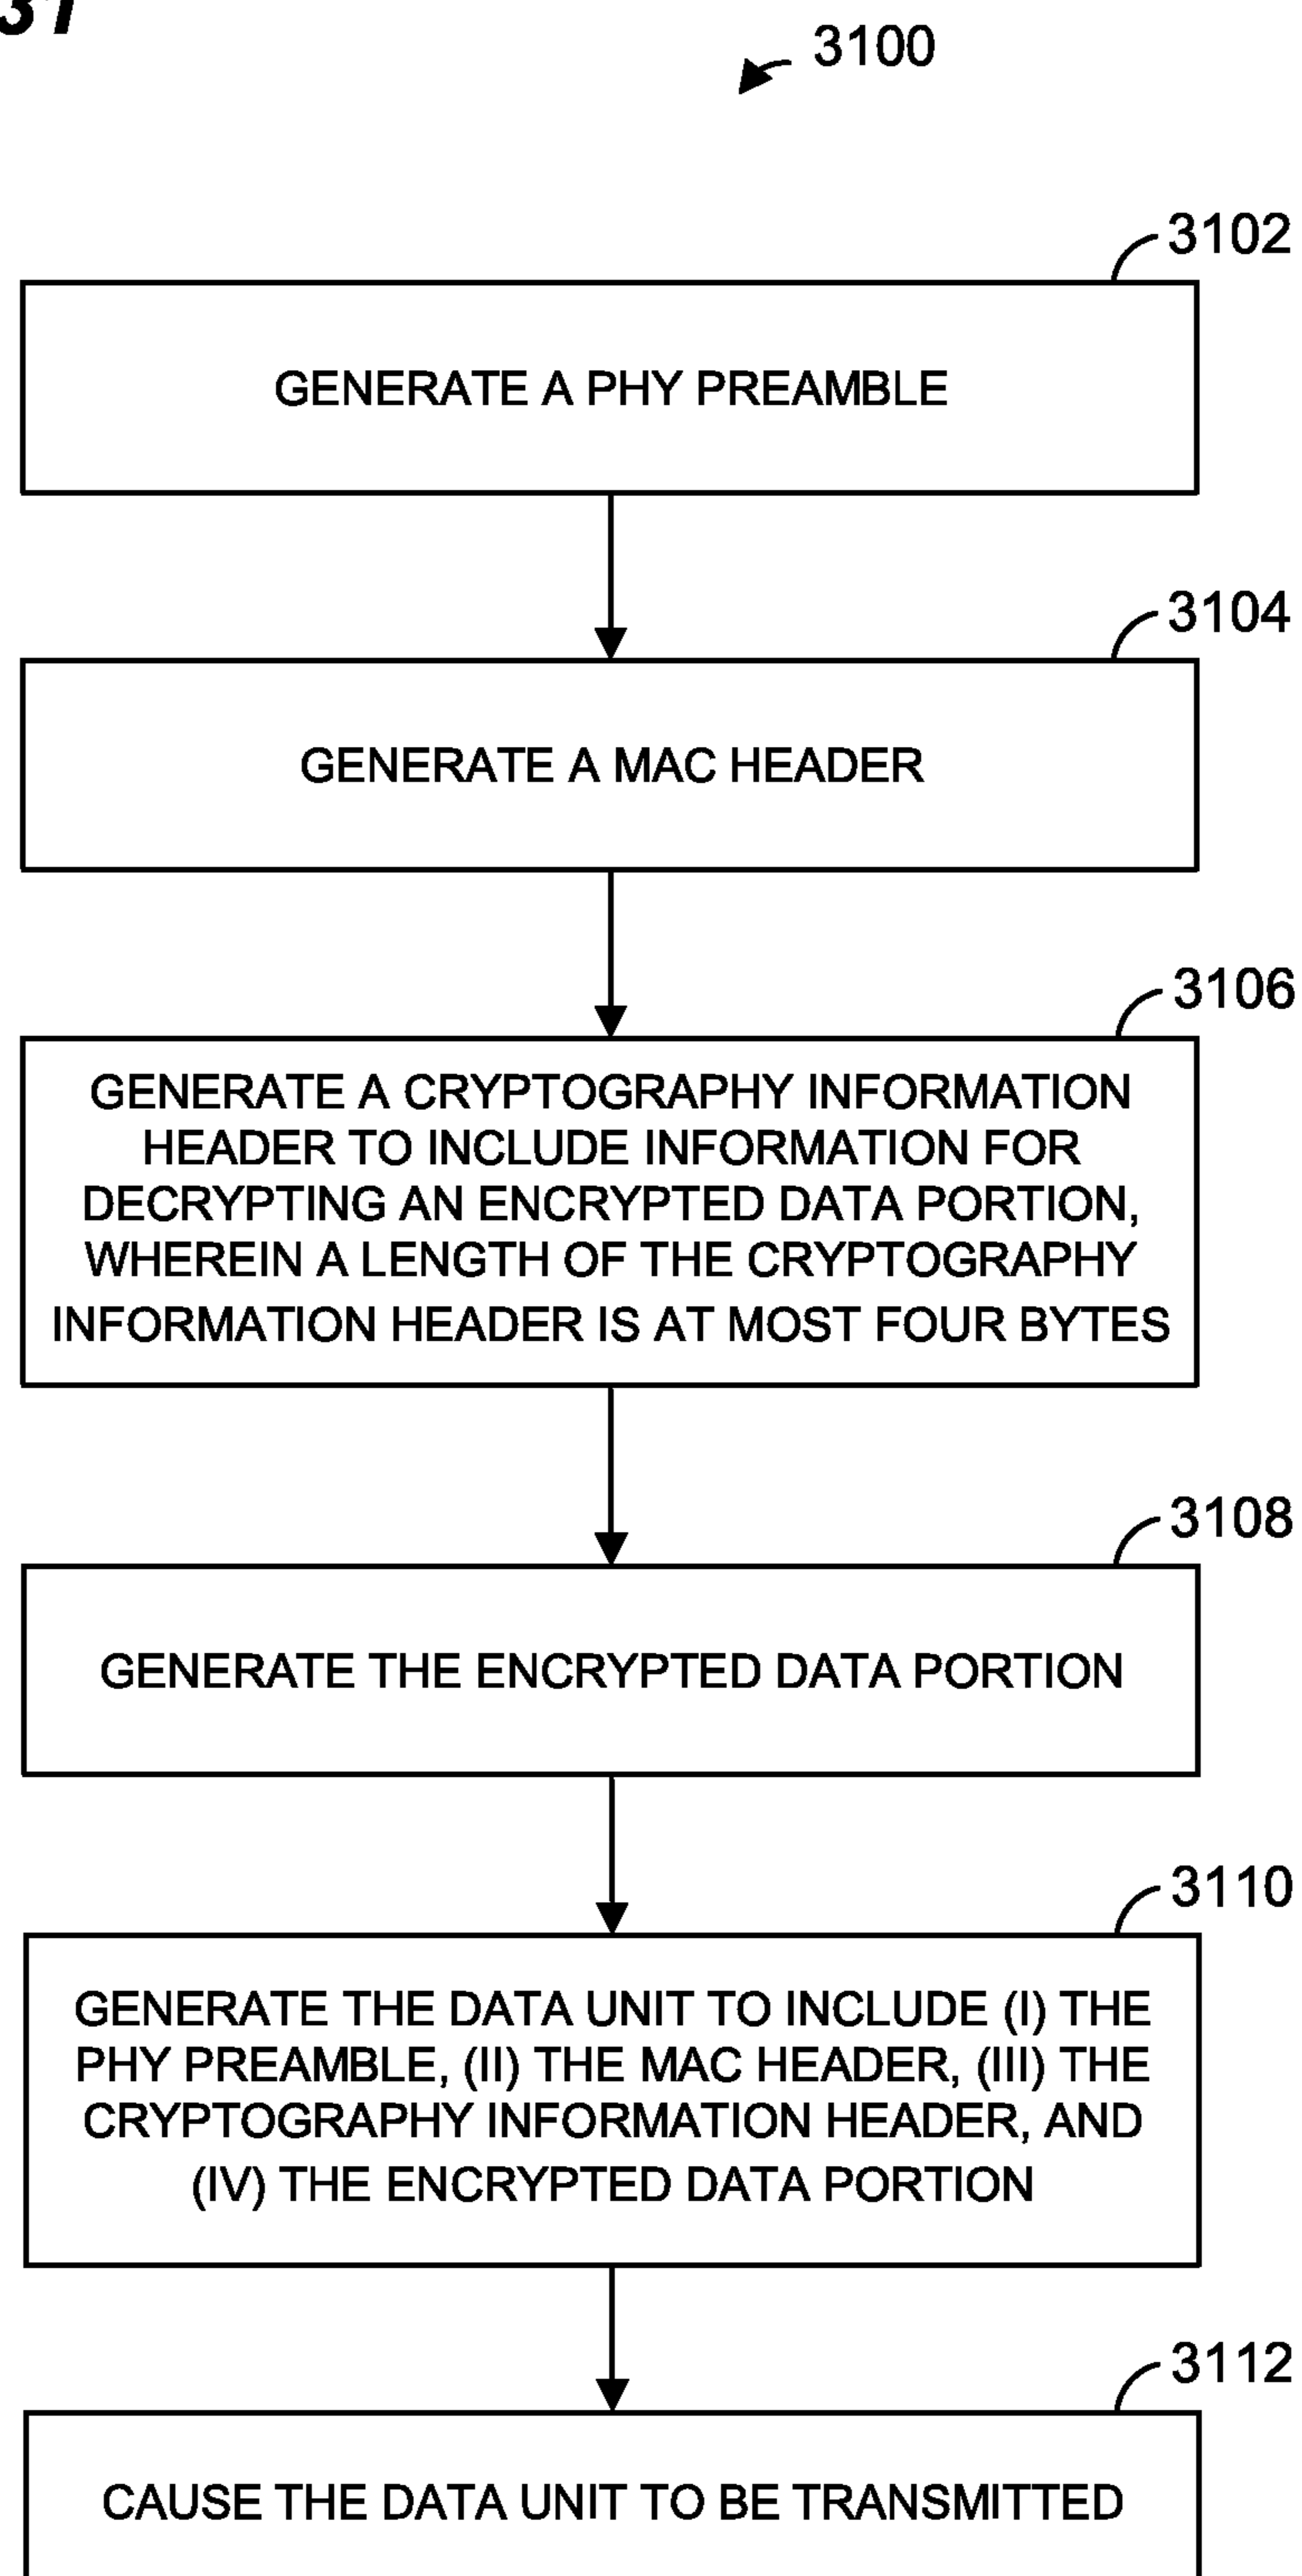 31
3100
3102
GENERATE A PHY PREAMBLE
3104
GENERATE A MAC HEADER
3106
GENERATE A CRYPTOGRAPHY INFORMATION
HEADER TO INCLUDE INFORMATION FOR
DECRYPTING AN ENCRYPTED DATA PORTION,
WHEREIN A LENGTH OF THE CRYPTOGRAPHY
INFORMATION HEADER IS AT MOST FOUR BYTES
3108
GENERATE THE ENCRYPTED DATA PORTION
3110
GENERATE THE DATA UNIT TO INCLUDE (I) THE
PHY PREAMBLE, (II) THE MAC HEADER, (III) THE
CRYPTOGRAPHY INFORMATION HEADER, AND
(IV) THE ENCRYPTED DATA PORTION
3112
CAUSE THE DATA UNIT TO BE TRANSMITTED